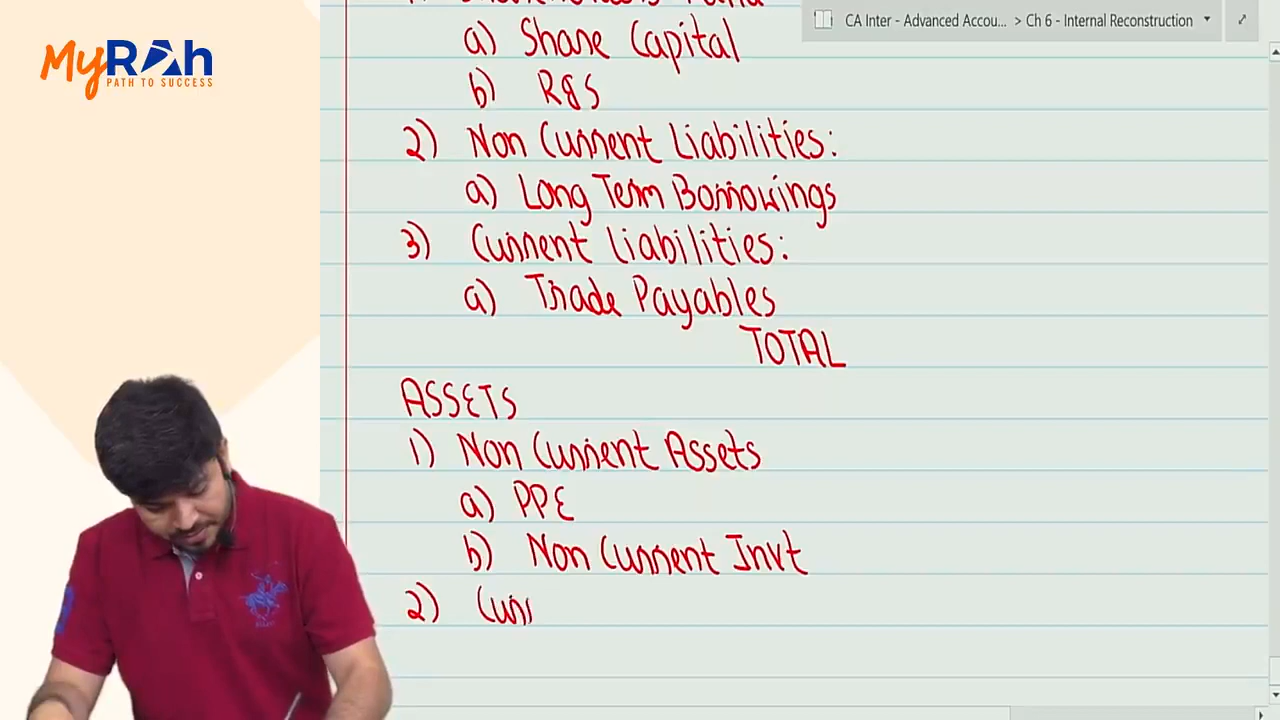 MyRAh
PATH TO SUCCESS
CA Inter - Advanced Accou... > Ch 6 - Internal Reconstruction
a) Share Capital
b) R&S
2) Non Current Liabilities:
a) Long Term Borrowings
3) Current Liabilities:
a) Trade Payables
TOTAL
ASSETS
1) Non Current Assets
a) PPE
b) Non Current Invt
2) Curr